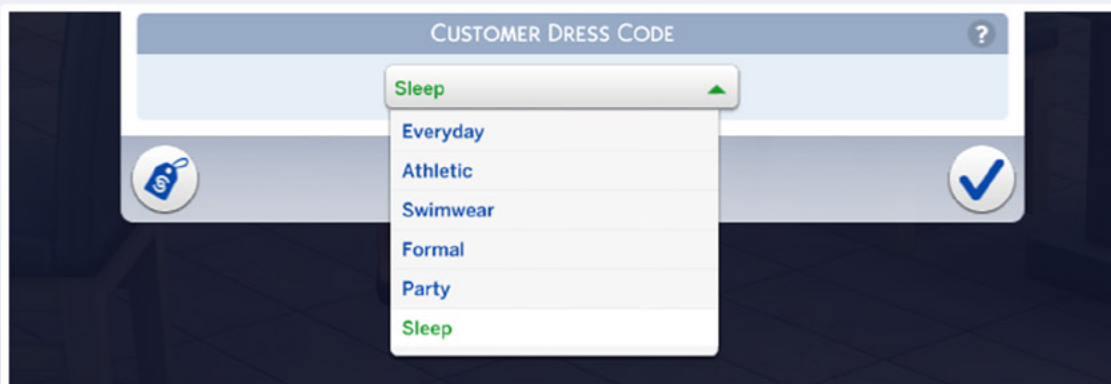 CUSTOMER DRESS CODE
?
Sleep
Everyday
Athletic
Swimwear
Formal
Party
Sleep